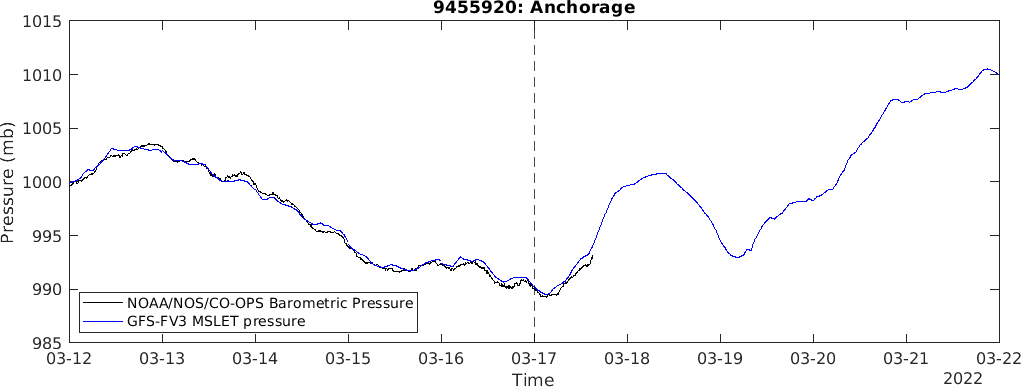 9455920: Anchorage
1015
1010
1005
1000
995
990
985
Pressure (mb)
NOAA/NOS/CO-OPS Barometric Pressure
GFS-FV3 MSLET pressure
03-12 03-13 03-14 03-15 03-16 03-17 03-18 03-19 03-20 03-21 03-22
Time
2022